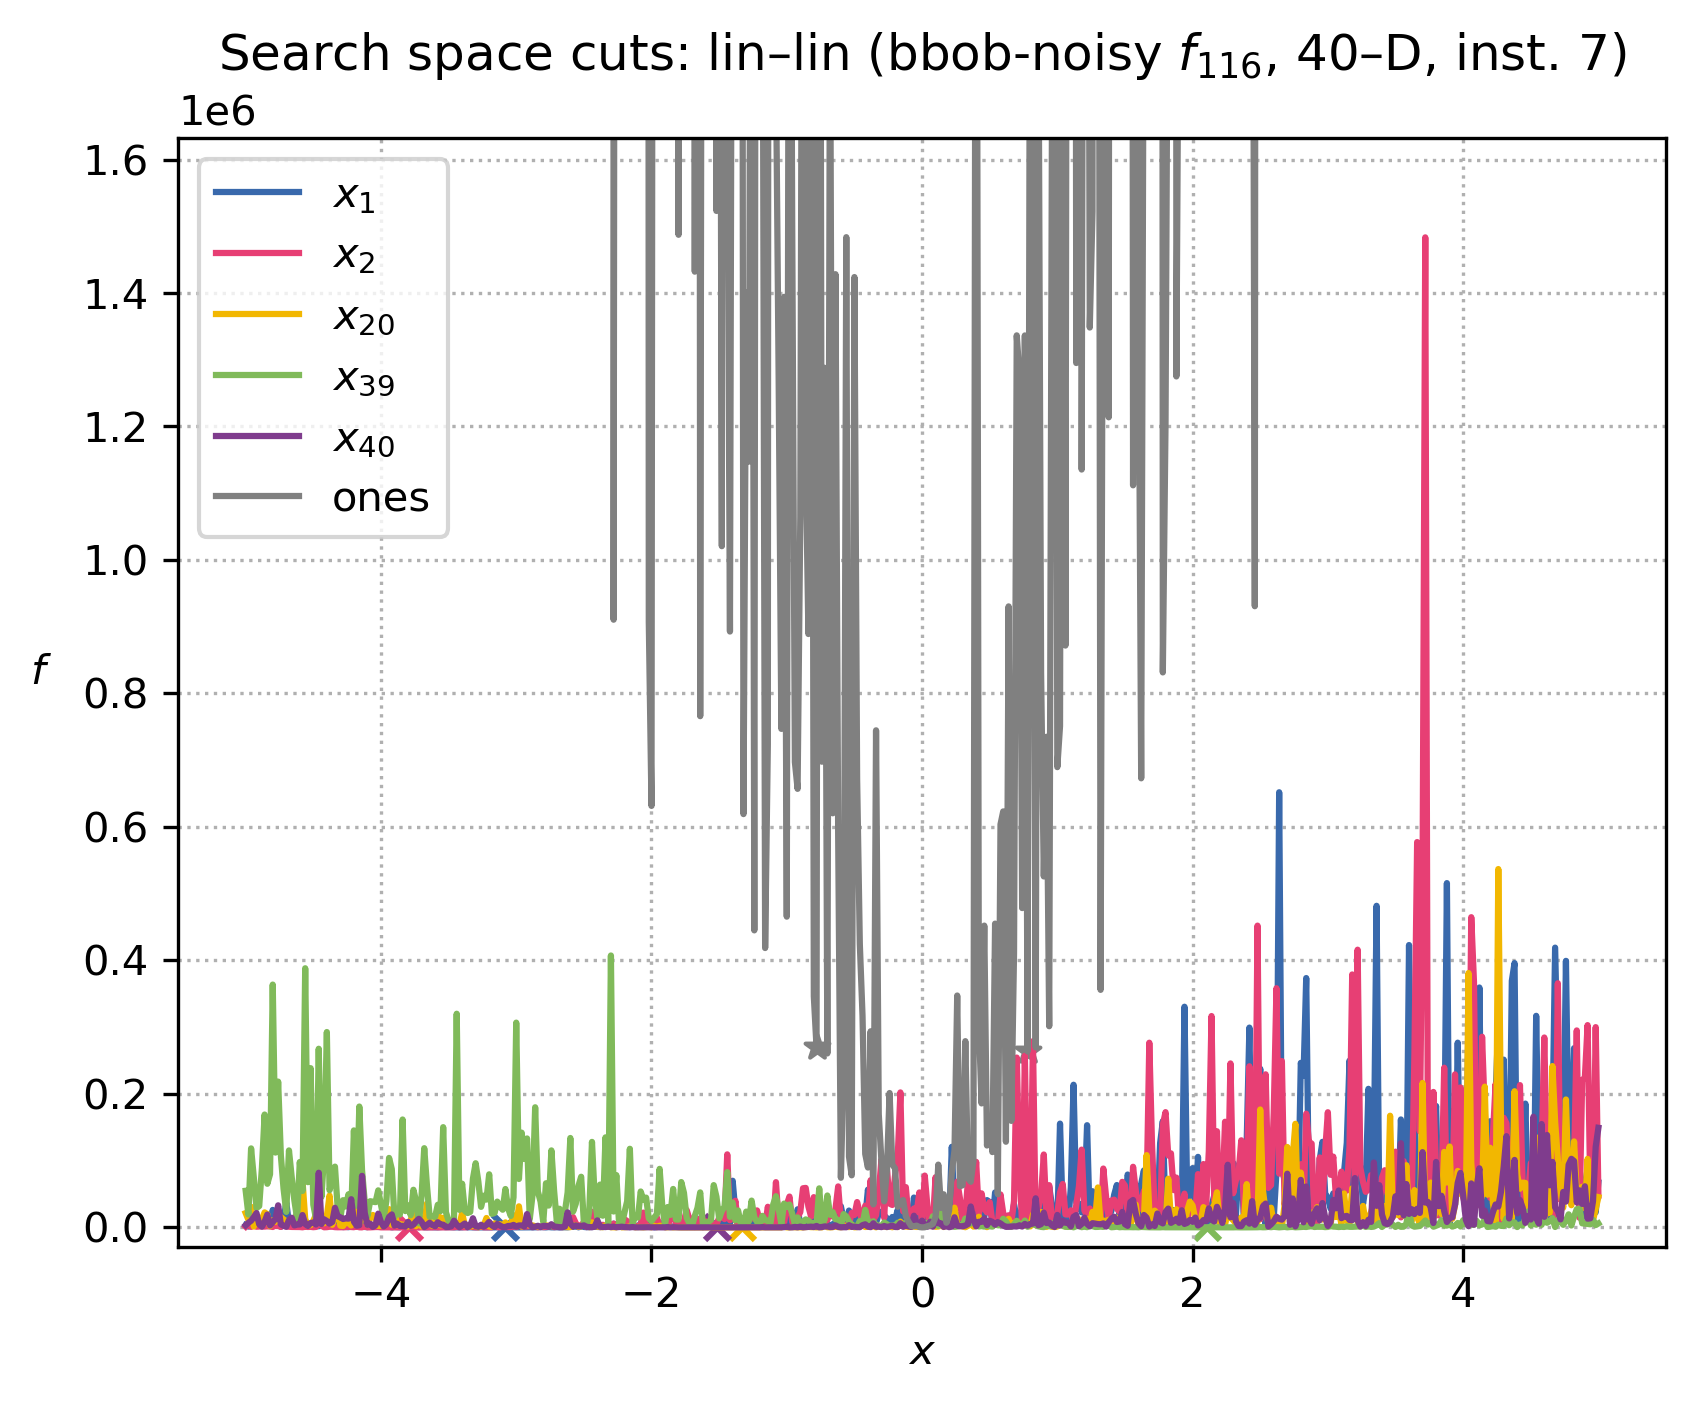 Search space cuts: lin–lin (bbob-noisy f₁₁₆, 40–D, inst. 7)
1e6
1.6
1.4
1.2
1.0
0.8
0.6
0.4
0.2
0.0
f
x₁
x₂
x₂₀
x₃₉
x₄₀
ones
−4 −2 0 2 4
x